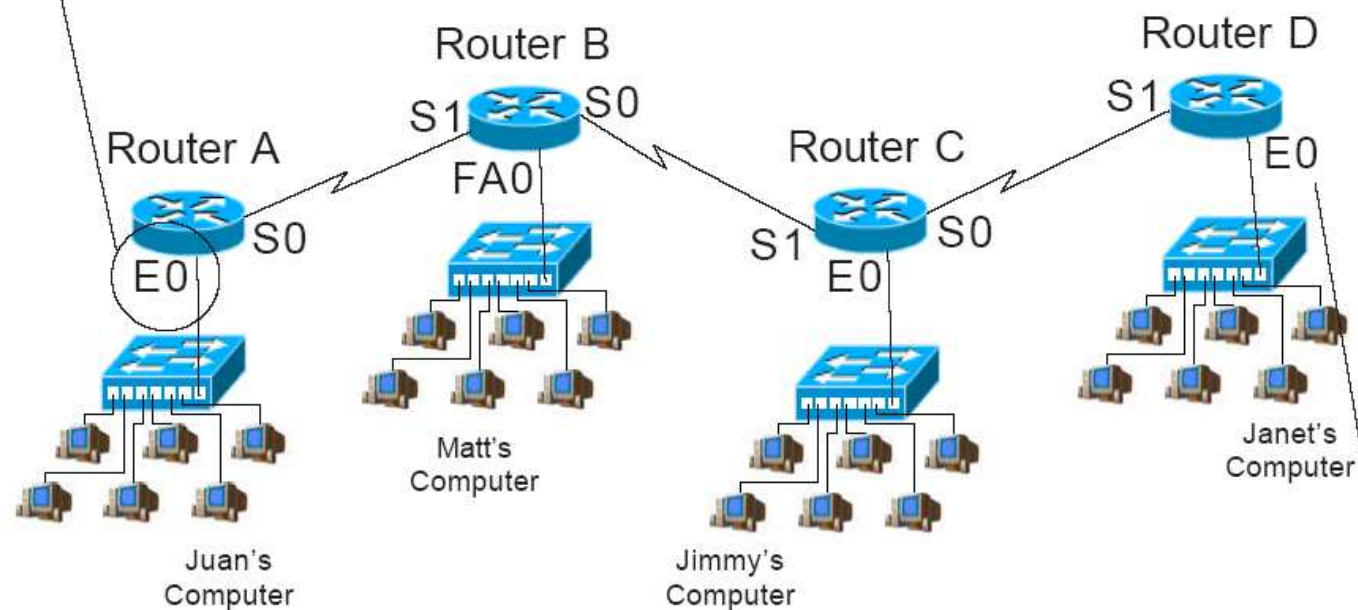 Router D
Router B
S1
S0
S1
Router A
Router C
E0
FA0
S0
S1
S0
E0
E0
Matt's
Computer
Janet's
Computer
Juan's
Computer
Jimmy's
Computer